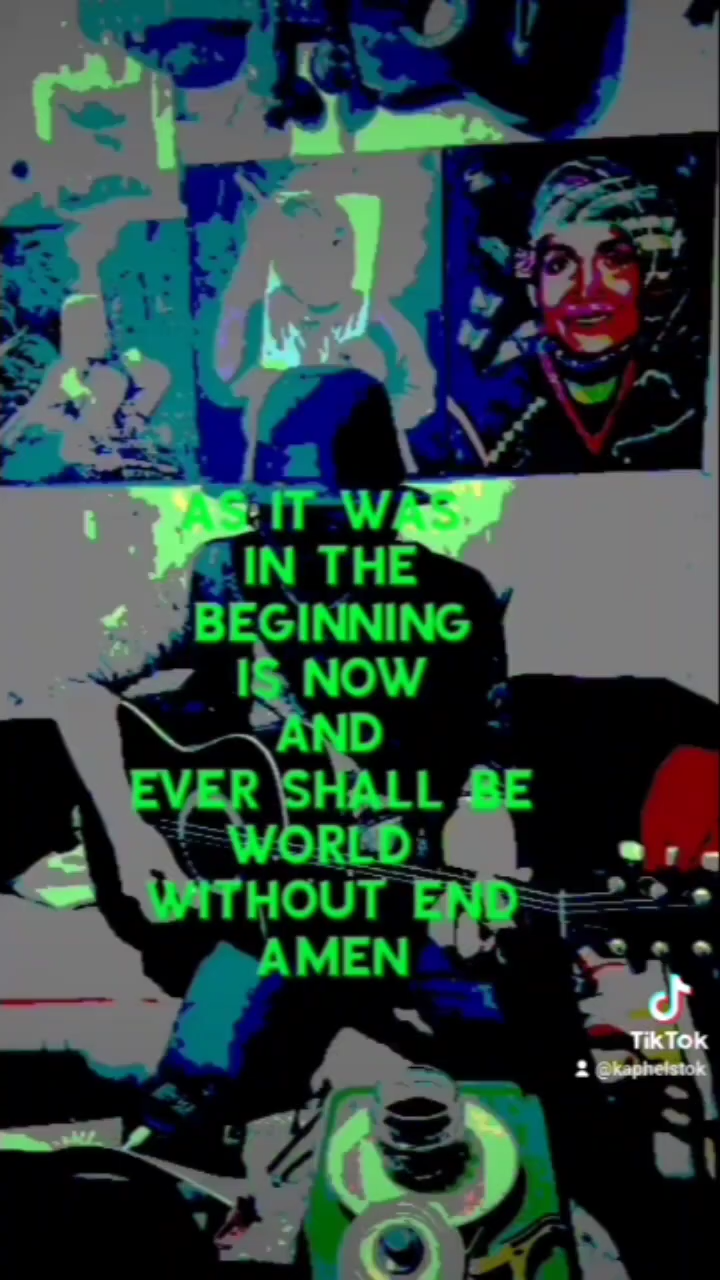 AS IT WAS
IN THE
BEGINNING
IS NOW
AND
EVER SHALL BE
WORLD
WITHOUT END
AMEN
TikTok
@kaphelstok